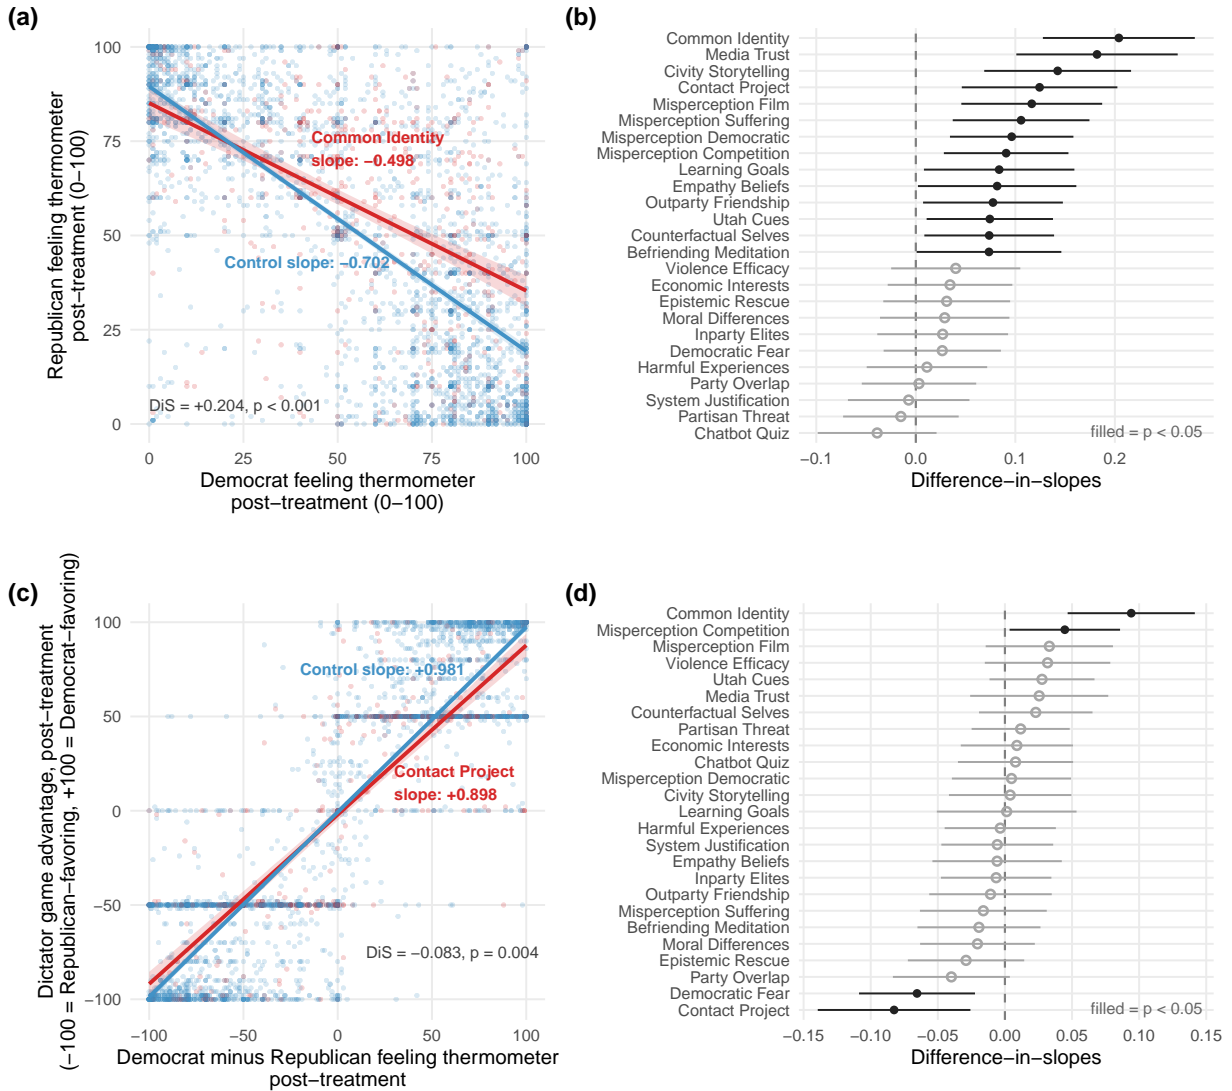 (a)
Republican feeling thermometer
post−treatment (0−100)
100
75
50
25
0
Common Identity
slope: −0.498
Control slope: −0.702
DiS = +0.204, p < 0.001
0
25
50
75
100
Democrat feeling thermometer
post−treatment (0−100)
(b)
Common Identity
Media Trust
Civity Storytelling
Contact Project
Misperception Film
Misperception Suffering
Misperception Democratic
Misperception Competition
Learning Goals
Empathy Beliefs
Outparty Friendship
Utah Cues
Counterfactual Selves
Befriending Meditation
Violence Efficacy
Economic Interests
Epistemic Rescue
Moral Differences
Inparty Elites
Democratic Fear
Harmful Experiences
Party Overlap
System Justification
Partisan Threat
Chatbot Quiz
filled = p < 0.05
−0.1
0.0
0.1
0.2
Difference−in−slopes
(c)
Dictator game advantage, post−treatment
(−100 = Republican−favoring, +100 = Democrat−favoring)
100
50
0
−50
−100
Control slope: +0.981
Contact Project
slope: +0.898
DiS = −0.083, p = 0.004
−100
−50
0
50
100
Democrat minus Republican feeling thermometer
post−treatment
(d)
Common Identity
Misperception Competition
Misperception Film
Violence Efficacy
Utah Cues
Media Trust
Counterfactual Selves
Partisan Threat
Economic Interests
Chatbot Quiz
Misperception Democratic
Civity Storytelling
Learning Goals
Harmful Experiences
System Justification
Empathy Beliefs
Inparty Elites
Outparty Friendship
Misperception Suffering
Befriending Meditation
Moral Differences
Epistemic Rescue
Party Overlap
Democratic Fear
Contact Project
filled = p < 0.05
−0.15
−0.10
−0.05
0.00
0.05
0.10
0.15
Difference−in−slopes